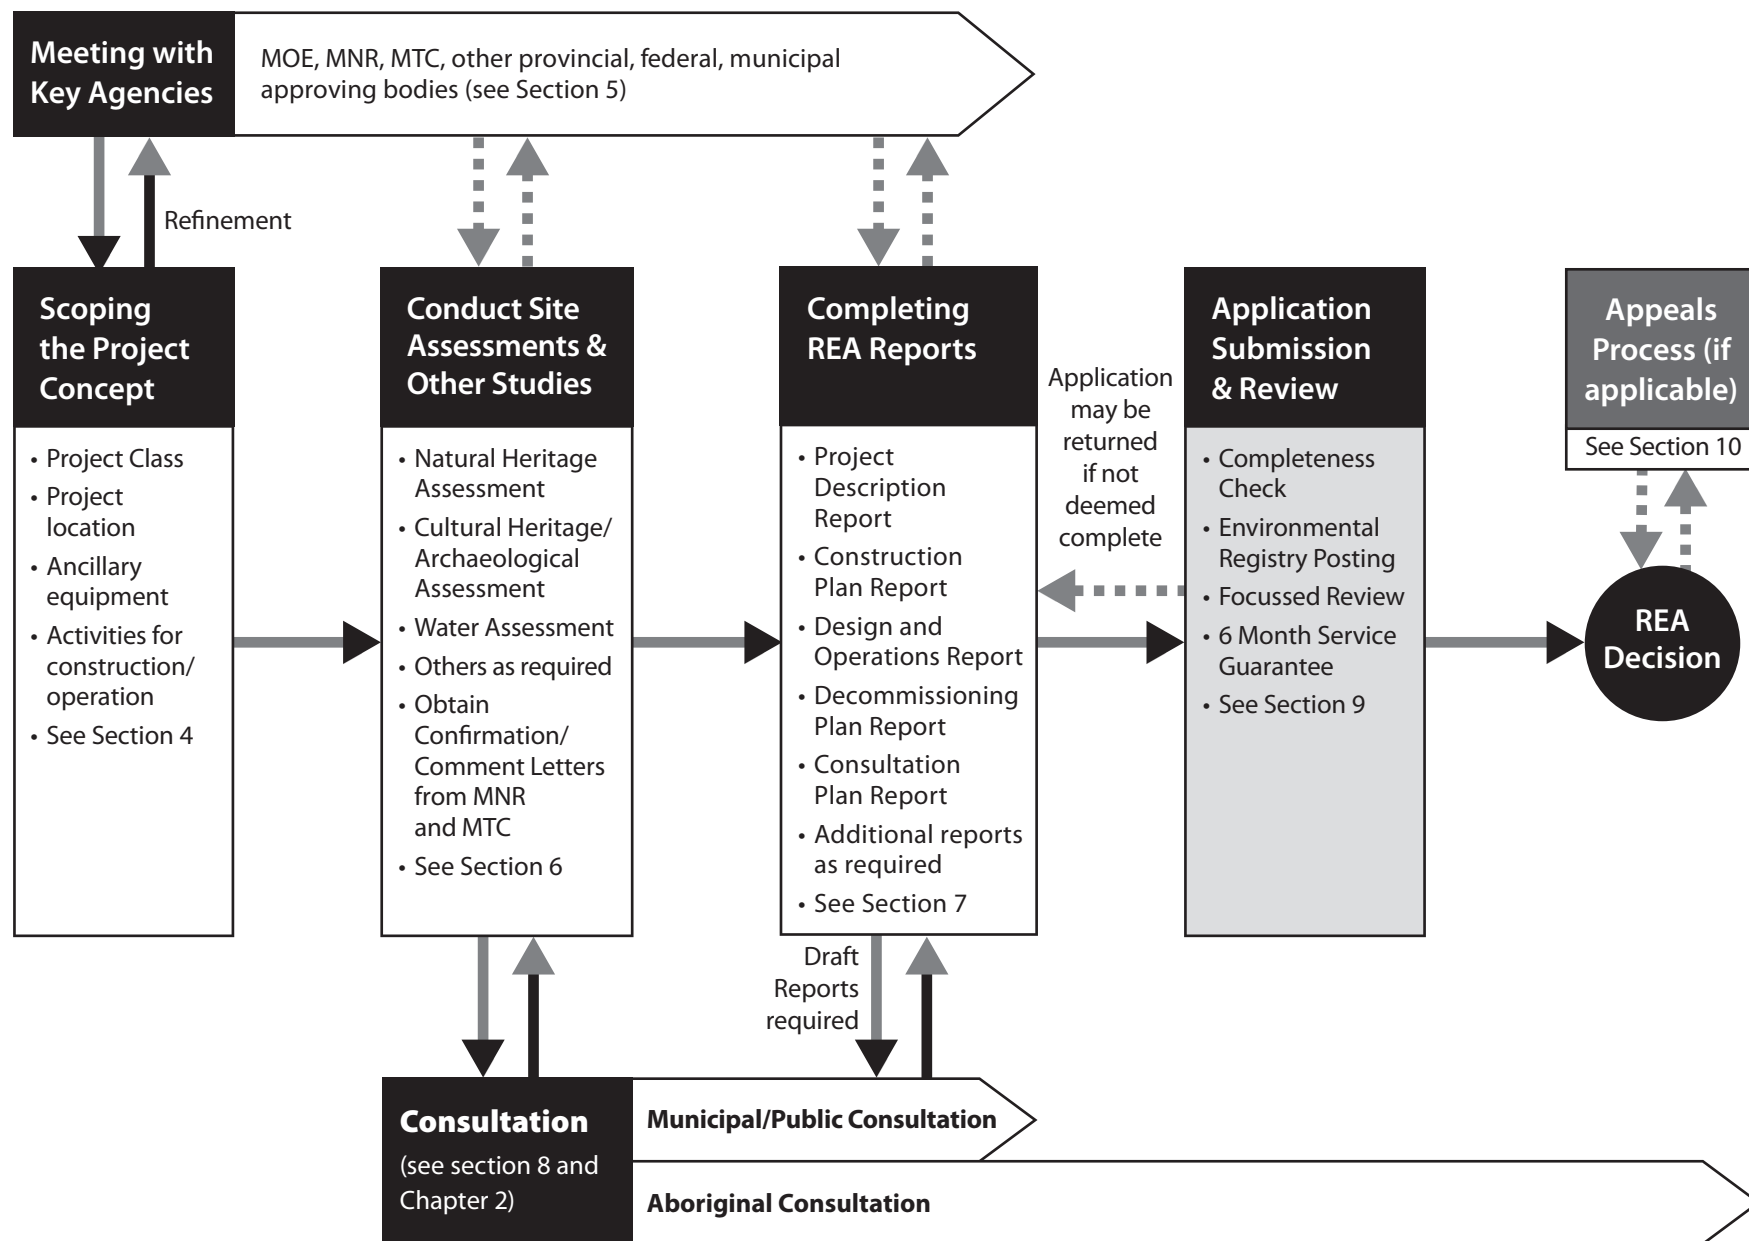 Meeting with
Key Agencies
MOE, MNR, MTC, other provincial, federal, municipal
approving bodies (see Section 5)
Refinement
Scoping
the Project
Concept
• Project Class
• Project
location
• Ancillary
equipment
• Activities for
construction/
operation
• See Section 4
Conduct Site
Assessments &
Other Studies
• Natural Heritage
Assessment
• Cultural Heritage/
Archaeological
Assessment
• Water Assessment
• Others as required
• Obtain
Confirmation/
Comment Letters
from MNR
and MTC
• See Section 6
Completing
REA Reports
• Project
Description
Report
• Construction
Plan Report
• Design and
Operations Report
• Decommissioning
Plan Report
• Consultation
Plan Report
• Additional reports
as required
• See Section 7
Application
may be
returned
if not
deemed
complete
Application
Submission
& Review
• Completeness
Check
• Environmental
Registry Posting
• Focussed Review
• 6 Month Service
Guarantee
• See Section 9
Appeals
Process (if
applicable)
See Section 10
REA
Decision
Draft
Reports
required
Consultation
(see section 8 and
Chapter 2)
Municipal/Public Consultation
Aboriginal Consultation